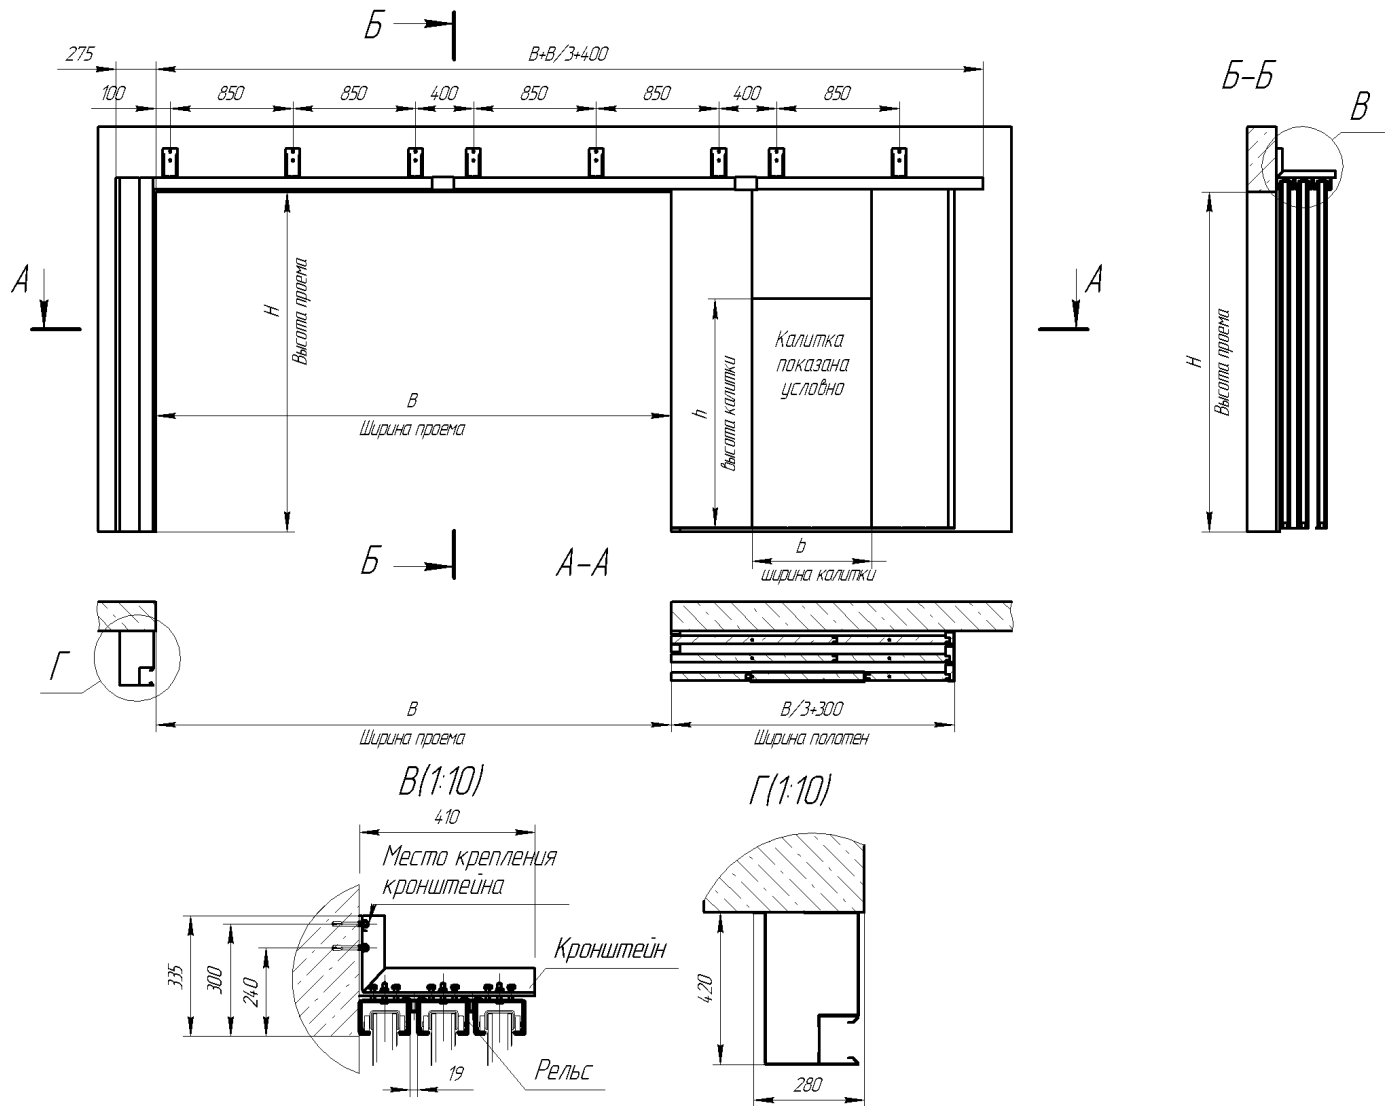 Б
275
В+В/3+400
Б-Б
100
850
850
400
850
850
400
850
В
А
А
H
Высота проема
Калитка
показана
условно
h
высота калитки
H
Высота проема
В
Ширина проема
Б
А-А
b
ширина калитки
Г
В
Ширина проема
В/3+300
Ширина полотен
В(1:10)
Г(1:10)
410
Место крепления
кронштейна
Кронштейн
335
300
240
420
19
Рельс
280